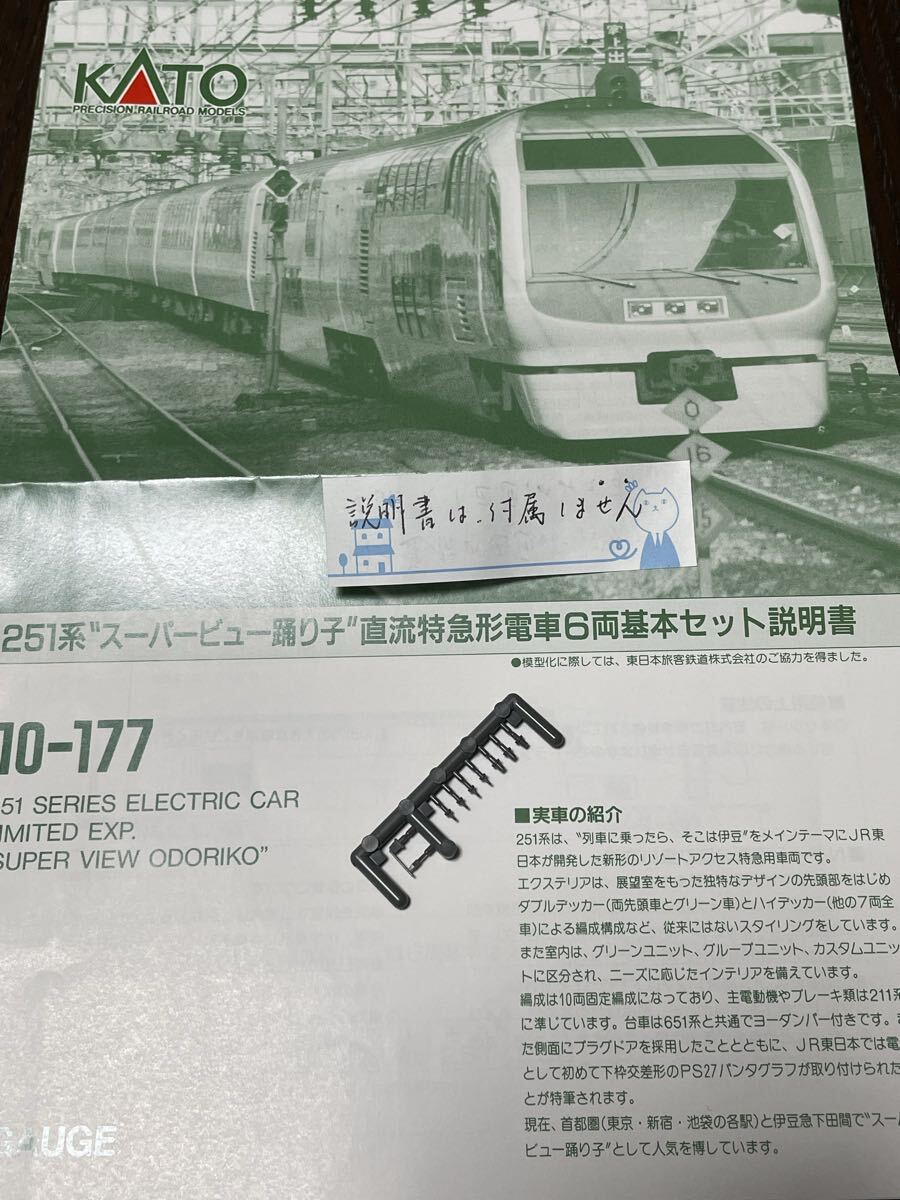 KATO
PRECISION RAILROAD MODELS
0
16
15
説明書は、付属しません
251系"スーパービュー踊り子"直流特急形電車6両基本セット説明書
●模型化に際しては、東日本旅客鉄道株式会社のご協力を得ました。
10-177
51 SERIES ELECTRIC CAR
IMITED EXP.
SUPER VIEW ODORIKO"
■実車の紹介
251系は、"列車に乗ったら、そこは伊豆"をメインテーマにJR東
日本が開発した新形のリゾートアクセス特急用車両です。
エクステリアは、展望室をもった独特なデザインの先頭部をはじめ
ダブルデッカー(両先頭車とグリーン車)とハイデッカー(他の7両全
車)による編成構成など、従来にはないスタイリングをしています。
また室内は、グリーンユニット、グループユニット、カスタムユニッ
トに区分され、ニーズに応じたインテリアを備えています。
編成は10両固定編成になっており、主電動機やブレーキ類は211系
に準じています。台車は651系と共通でヨーダンパー付きです。ま
た側面にプラグドアを採用したこととともに、JR東日本では電
として初めて下枠交差形のPS27パンタグラフが取り付けられた
とが特筆されます。
現在、首都圏(東京・新宿・池袋の各駅)と伊豆急下田間で"スーパ
ビュー踊り子"として人気を博しています。
GAUGE